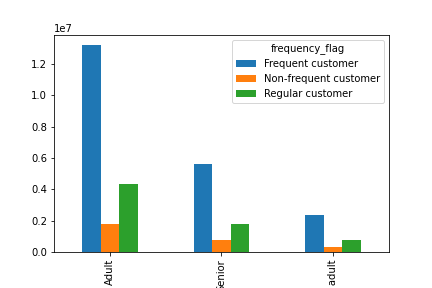 1e7
frequency_flag
Frequent customer
Non-frequent customer
Regular customer
1.2
1.0
0.8
0.6
0.4
0.2
0.0
Adult
Senior
adult